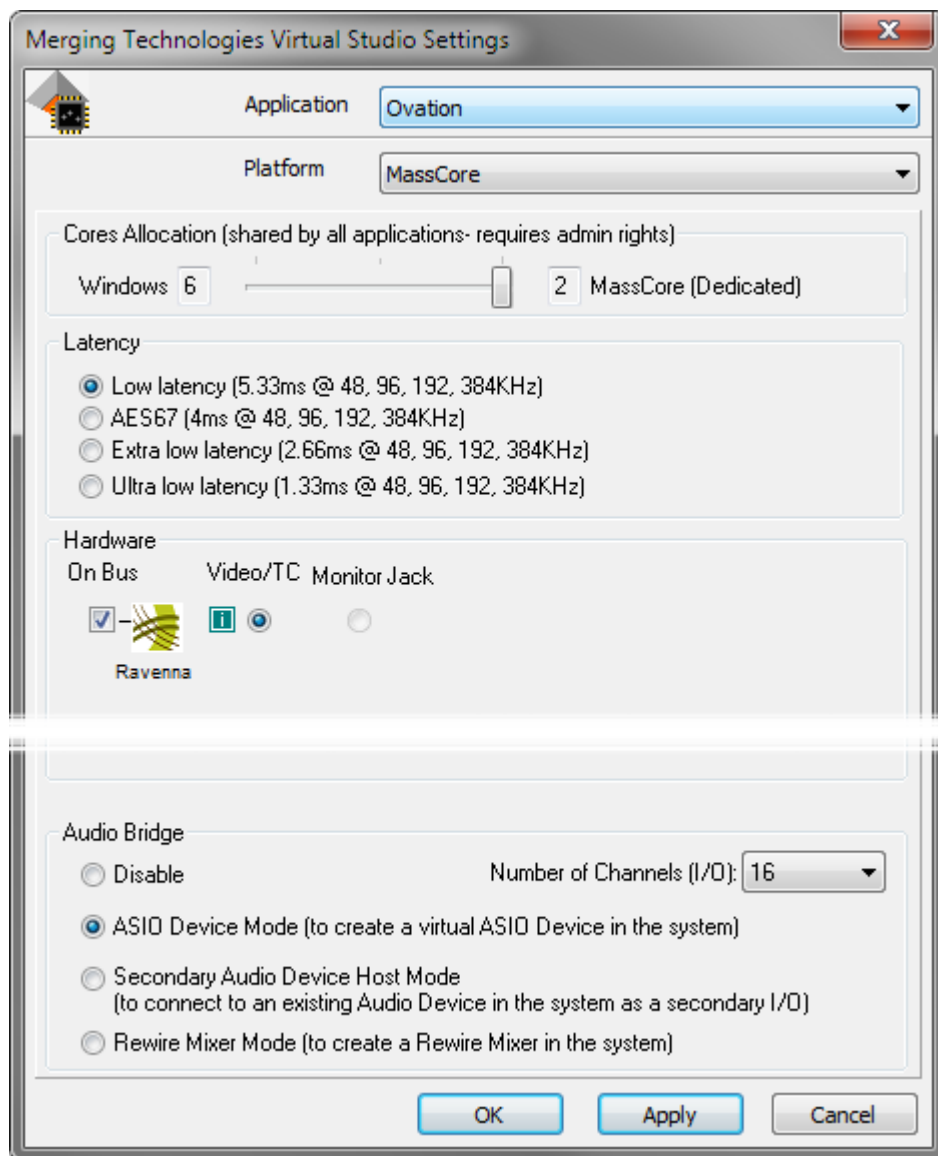 Merging Technologies Virtual Studio Settings
Application Ovation
Platform MassCore
Cores Allocation (shared by all applications- requires admin rights)
Windows 6 2 MassCore (Dedicated)
Latency
Low latency (5.33ms @ 48, 96, 192, 384KHz)
AES67 (4ms @ 48, 96, 192, 384KHz)
Extra low latency (2.66ms @ 48, 96, 192, 384KHz)
Ultra low latency (1.33ms @ 48, 96, 192, 384KHz)
Hardware
On Bus Video/TC Monitor Jack
i
Ravenna
Audio Bridge
Disable Number of Channels (I/O): 16
ASIO Device Mode (to create a virtual ASIO Device in the system)
Secondary Audio Device Host Mode
(to connect to an existing Audio Device in the system as a secondary I/O)
Rewire Mixer Mode (to create a Rewire Mixer in the system)
OK Apply Cancel